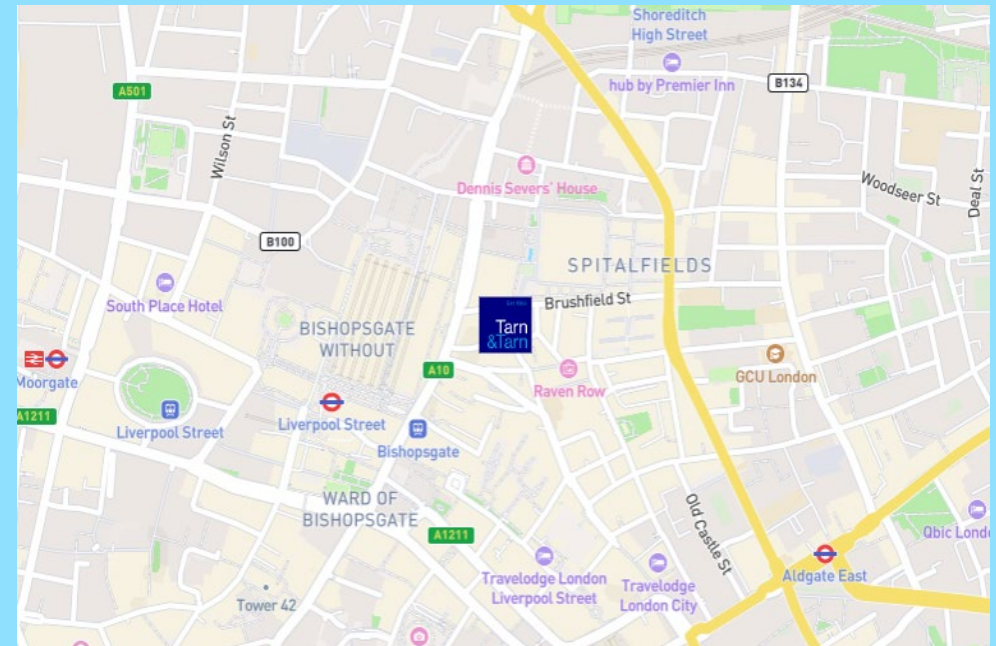 Shoreditch
High Street
hub by Premier Inn
B134
A501
Wilson St
Dennis Severs' House
Woodseer St
Deal St
B100
SPITALFIELDS
South Place Hotel
Brushfield St
BISHOPSGATE
WITHOUT
Tarn
&Tarn
Moorgate
A10
GCU London
Raven Row
A1211
Liverpool Street
Liverpool Street
Bishopsgate
WARD OF
BISHOPSGATE
A1211
Old Castle St
Qbic Londo
Travelodge London
Liverpool Street
Travelodge
London City
Aldgate East
Tower 42